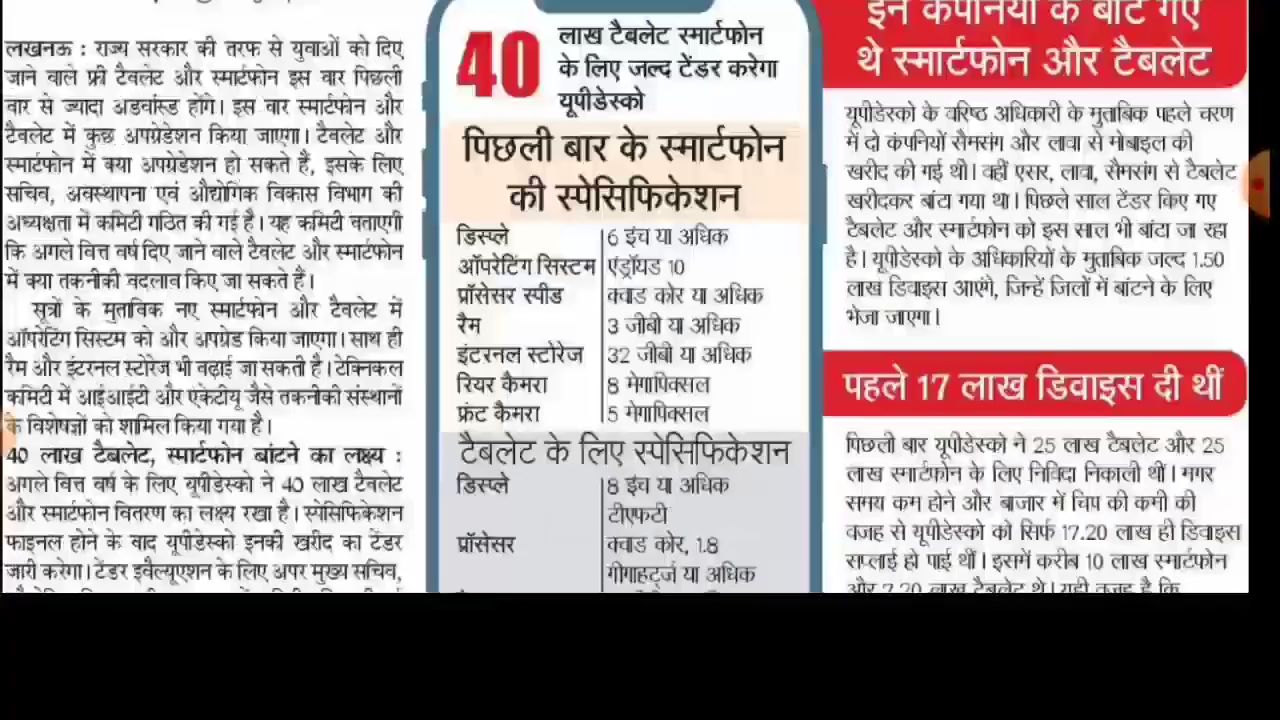 लखनऊ : राज्य सरकार की तरफ से युवाओं को दिए
जाने वाले फ्री टैबलेट और स्मार्टफोन इस बार पिछली
बार से ज्यादा अडवांस्ड होंगे। इस बार स्मार्टफोन और
टैबलेट में कुछ अपग्रेडेशन किया जाएगा। टैबलेट और
स्मार्टफोन में क्या अपग्रेडेशन हो सकते हैं, इसके लिए
सचिव, अवस्थापना एवं औद्योगिक विकास विभाग की
अध्यक्षता में कमिटी गठित की गई है। यह कमिटी बताएगी
कि अगले वित्त वर्ष दिए जाने वाले टैबलेट और स्मार्टफोन
में क्या तकनीकी बदलाव किए जा सकते हैं।
सूत्रों के मुताबिक नए स्मार्टफोन और टैबलेट में
ऑपरेटिंग सिस्टम को और अपग्रेड किया जाएगा। साथ ही
रैम और इंटरनल स्टोरेज भी बढ़ाई जा सकती है। टेक्निकल
कमिटी में आईआईटी और एकेटीयू जैसे तकनीकी संस्थानों
के विशेषज्ञों को शामिल किया गया है।
40 लाख टैबलेट, स्मार्टफोन बांटने का लक्ष्य :
अगले वित्त वर्ष के लिए यूपीडेस्को ने 40 लाख टैबलेट
और स्मार्टफोन वितरण का लक्ष्य रखा है। स्पेसिफिकेशन
फाइनल होने के बाद यूपीडेस्को इनकी खरीद का टेंडर
जारी करेगा। टेंडर इवैल्यूएशन के लिए अपर मुख्य सचिव,
40 लाख टैबलेट स्मार्टफोन
के लिए जल्द टेंडर करेगा
यूपीडेस्को
पिछली बार के स्मार्टफोन
की स्पेसिफिकेशन
डिस्प्ले 6 इंच या अधिक
ऑपरेटिंग सिस्टम एंड्रॉयड 10
प्रॉसेसर स्पीड क्वाड कोर या अधिक
रैम 3 जीबी या अधिक
इंटरनल स्टोरेज 32 जीबी या अधिक
रियर कैमरा 8 मेगापिक्सल
फ्रंट कैमरा 5 मेगापिक्सल
टैबलेट के लिए स्पेसिफिकेशन
डिस्प्ले 8 इंच या अधिक
टीएफटी
प्रॉसेसर क्वाड कोर, 1.8
गीगाहर्ट्ज या अधिक
इन कंपनियों के बांटे गए
थे स्मार्टफोन और टैबलेट
यूपीडेस्को के वरिष्ठ अधिकारी के मुताबिक पहले चरण
में दो कंपनियों सैमसंग और लावा से मोबाइल की
खरीद की गई थी। वहीं एसर, लावा, सैमसंग से टैबलेट
खरीदकर बांटा गया था। पिछले साल टेंडर किए गए
टैबलेट और स्मार्टफोन को इस साल भी बांटा जा रहा
है। यूपीडेस्को के अधिकारियों के मुताबिक जल्द 1.50
लाख डिवाइस आएंगे, जिन्हें जिलों में बांटने के लिए
भेजा जाएगा।
पहले 17 लाख डिवाइस दी थीं
पिछली बार यूपीडेस्को ने 25 लाख टैबलेट और 25
लाख स्मार्टफोन के लिए निविदा निकाली थी। मगर
समय कम होने और बाजार में चिप की कमी की
वजह से यूपीडेस्को को सिर्फ 17.20 लाख ही डिवाइस
सप्लाई हो पाई थीं। इसमें करीब 10 लाख स्मार्टफोन
और 7.20 लाख टैबलेट थे। यही वजह है कि